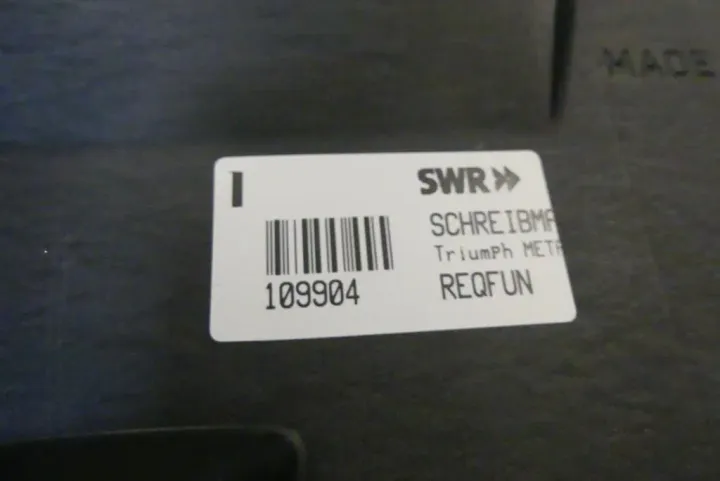 MADE
I
SWR
SCHREIBMA
TriumPh META
109904
REQFUN